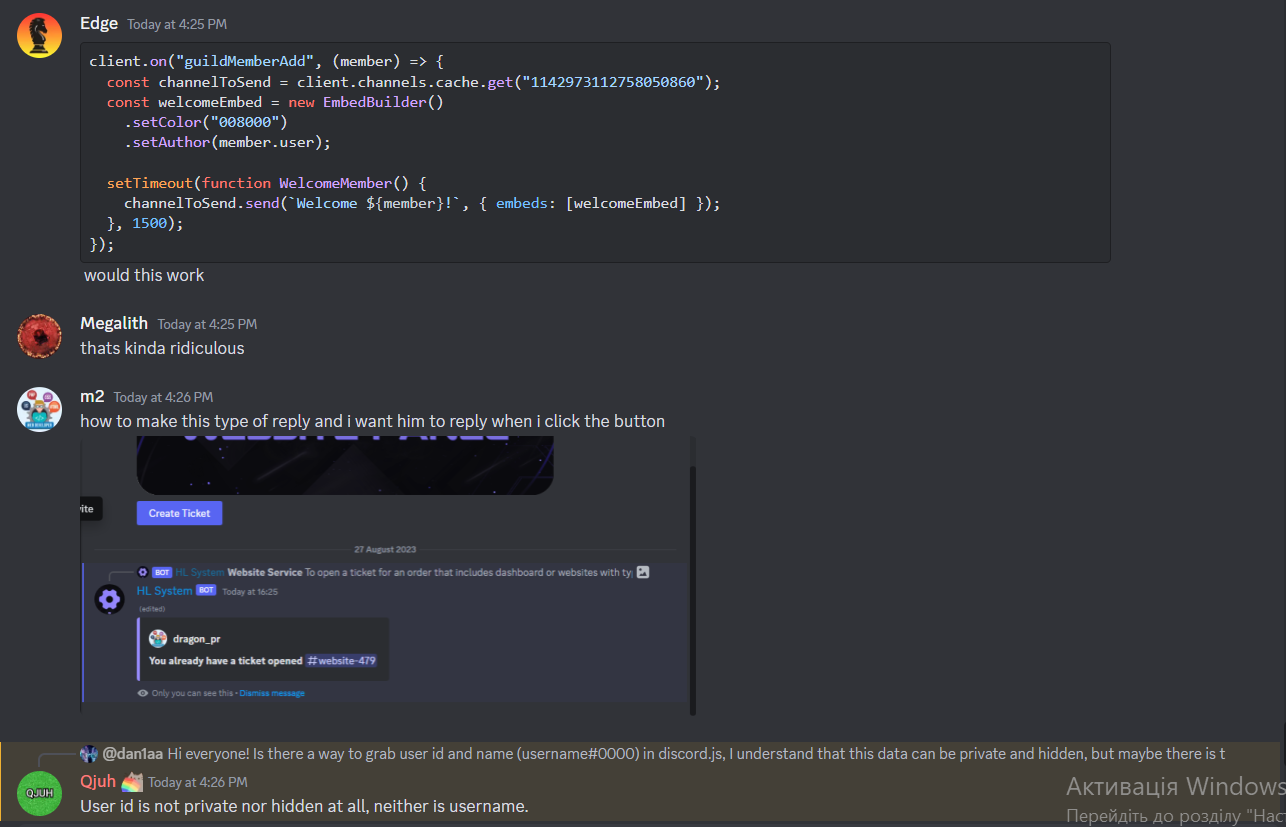 Edge Today at 4:25 PM
client.on("guildMemberAdd", (member) => {
const channelToSend = client.channels.cache.get("1142973112758050860");
const welcomeEmbed = new EmbedBuilder()
.setColor("008000")
.setAuthor(member.user);
setTimeout(function WelcomeMember() {
channelToSend.send(`Welcome ${member}!`, { embeds: [welcomeEmbed] });
}, 1500);
});
would this work
Megalith Today at 4:25 PM
thats kinda ridiculous
m2 Today at 4:26 PM
how to make this type of reply and i want him to reply when i click the button
Create Ticket
27 August 2023
BOT HL System Website Service To open a ticket for an order that includes dashboard or websites with
HL System BOT Today at 16:25
(edited)
dragon_pr
You already have a ticket opened #website-479
Only you can see this • Dismiss message
@dan1aa Hi everyone! Is there a way to grab user id and name (username#0000) in discord.js, I understand that this data can be private and hidden, but maybe there is t
Qjuh Today at 4:26 PM
QJUH
User id is not private nor hidden at all, neither is username.
Активація Windows
Перейдіть до розділу "Нас